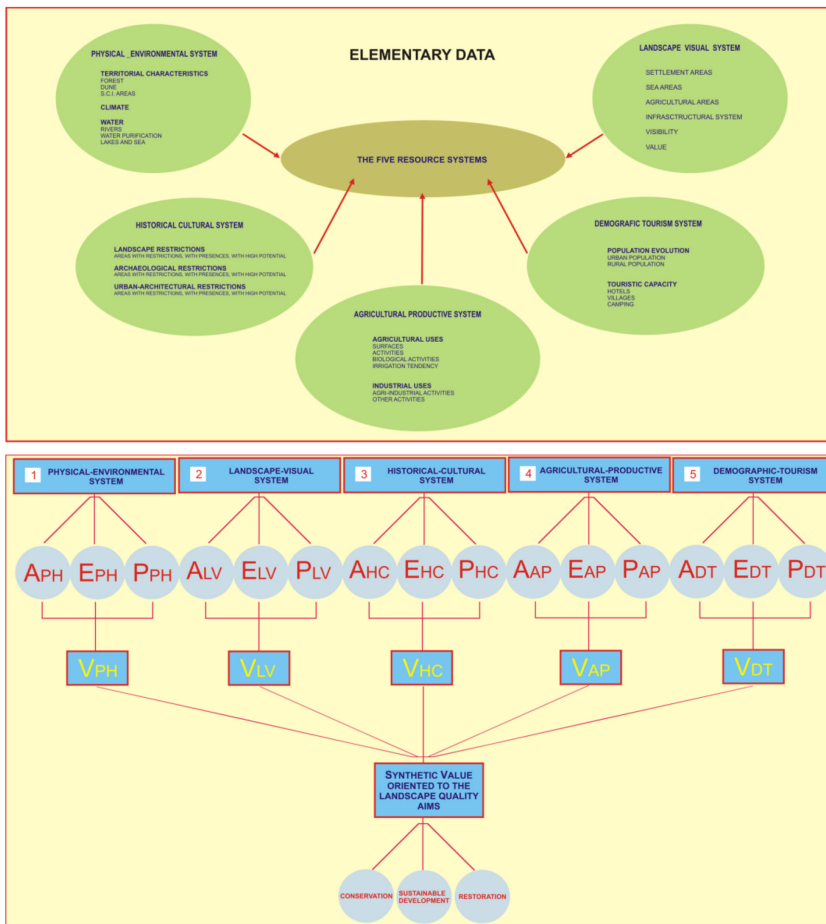 ELEMENTARY DATA
PHYSICAL _ENVIRONMENTAL SYSTEM
TERRITORIAL CHARACTERISTICS
FOREST
DUNE
S.C.I. AREAS
CLIMATE
WATER
RIVERS
WATER PURIFICATION
LAKES AND SEA
LANDSCAPE VISUAL SYSTEM
SETTLEMENT AREAS
SEA AREAS
AGRICULTURAL AREAS
INFRASCTRUCTURAL SYSTEM
VISIBILITY
VALUE
THE FIVE RESOURCE SYSTEMS
HISTORICAL CULTURAL SYSTEM
LANDSCAPE RESTRICTIONS
AREAS WITH RESTRICTIONS, WITH PRESENCES, WITH HIGH POTENTIAL
ARCHAEOLOGICAL RESTRICTIONS
AREAS WITH RESTRICTIONS, WITH PRESENCES, WITH HIGH POTENTIAL
URBAN-ARCHITECTURAL RESTRICTIONS
AREAS WITH RESTRICTIONS, WITH PRESENCES, WITH HIGH POTENTIAL
DEMOGRAFIC TOURISM SYSTEM
POPULATION EVOLUTION
URBAN POPULATION
RURAL POPULATION
TOURISTIC CAPACITY
HOTELS
VILLAGES
CAMPING
AGRICULTURAL PRODUCTIVE SYSTEM
AGRICULTURAL USES
SURFACES
ACTIVITIES
BIOLOGICAL ACTIVITIES
IRRIGATION TENDENCY
INDUSTRIAL USES
AGRI-INDUSTRIAL ACTIVITIES
OTHER ACTIVITIES
1 PHYSICAL-ENVIRONMENTAL
SYSTEM
2 LANDSCAPE-VISUAL
SYSTEM
3 HISTORICAL-CULTURAL
SYSTEM
4 AGRICULTURAL-PRODUCTIVE
SYSTEM
5 DEMOGRAPHIC-TOURISM
SYSTEM
APH EPH PPH ALV ELV PLV AHC EHC PHC AAP EAP PAP ADT EDT PDT
VPH VLV VHC VAP VDT
SYNTHETIC VALUE
ORIENTED TO THE
LANDSCAPE QUALITY
AIMS
CONSERVATION
SUSTAINABLE
DEVELOPMENT
RESTORATION